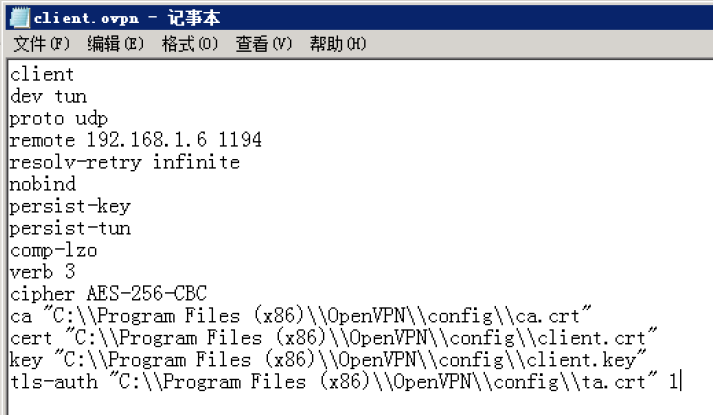 client.ovpn - 记事本
文件(F) 编辑(E) 格式(O) 查看(V) 帮助(H)
client
dev tun
proto udp
remote 192.168.1.6 1194
resolv-retry infinite
nobind
persist-key
persist-tun
comp-lzo
verb 3
cipher AES-256-CBC
ca "C:\\Program Files (x86)\\OpenVPN\\config\\ca.crt"
cert "C:\\Program Files (x86)\\OpenVPN\\config\\client.crt"
key "C:\\Program Files (x86)\\OpenVPN\\config\\client.key"
tls-auth "C:\\Program Files (x86)\\OpenVPN\\config\\ta.crt" 1